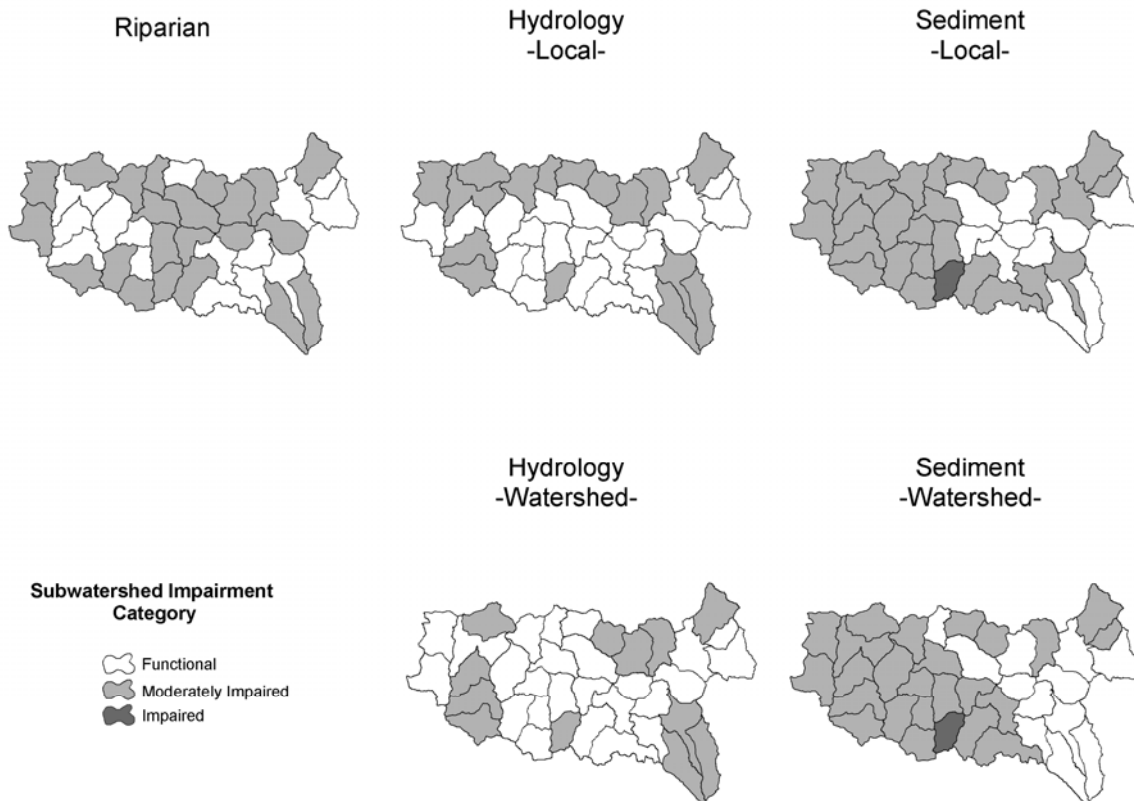 Riparian
Hydrology
-Local-
Sediment
-Local-
Hydrology
-Watershed-
Sediment
-Watershed-
Subwatershed Impairment
Category
Functional
Moderately Impaired
Impaired